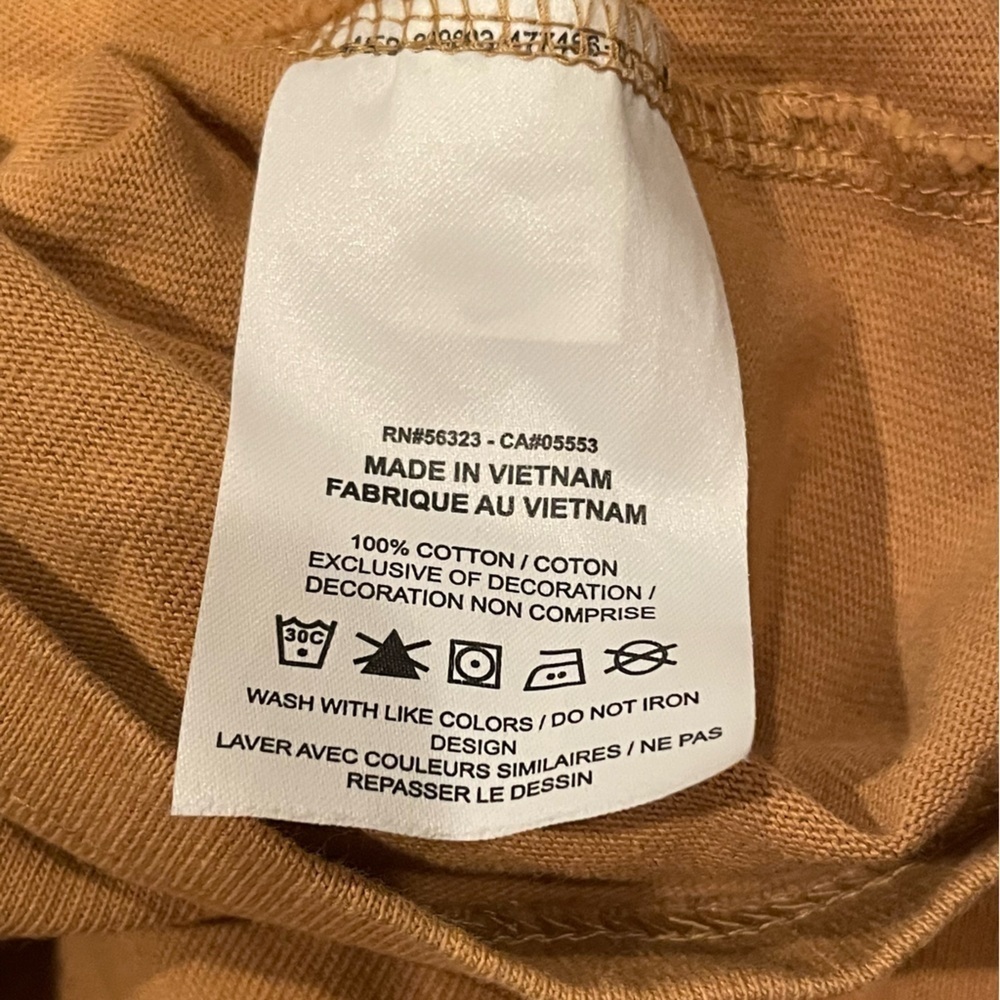 RN#56323 - CA#05553
MADE IN VIETNAM
FABRIQUE AU VIETNAM
100% COTTON / COTON
EXCLUSIVE OF DECORATION /
DECORATION NON COMPRISE
30C
WASH WITH LIKE COLORS / DO NOT IRON
DESIGN
LAVER AVEC COULEURS SIMILAIRES / NE PAS
REPASSER LE DESSIN